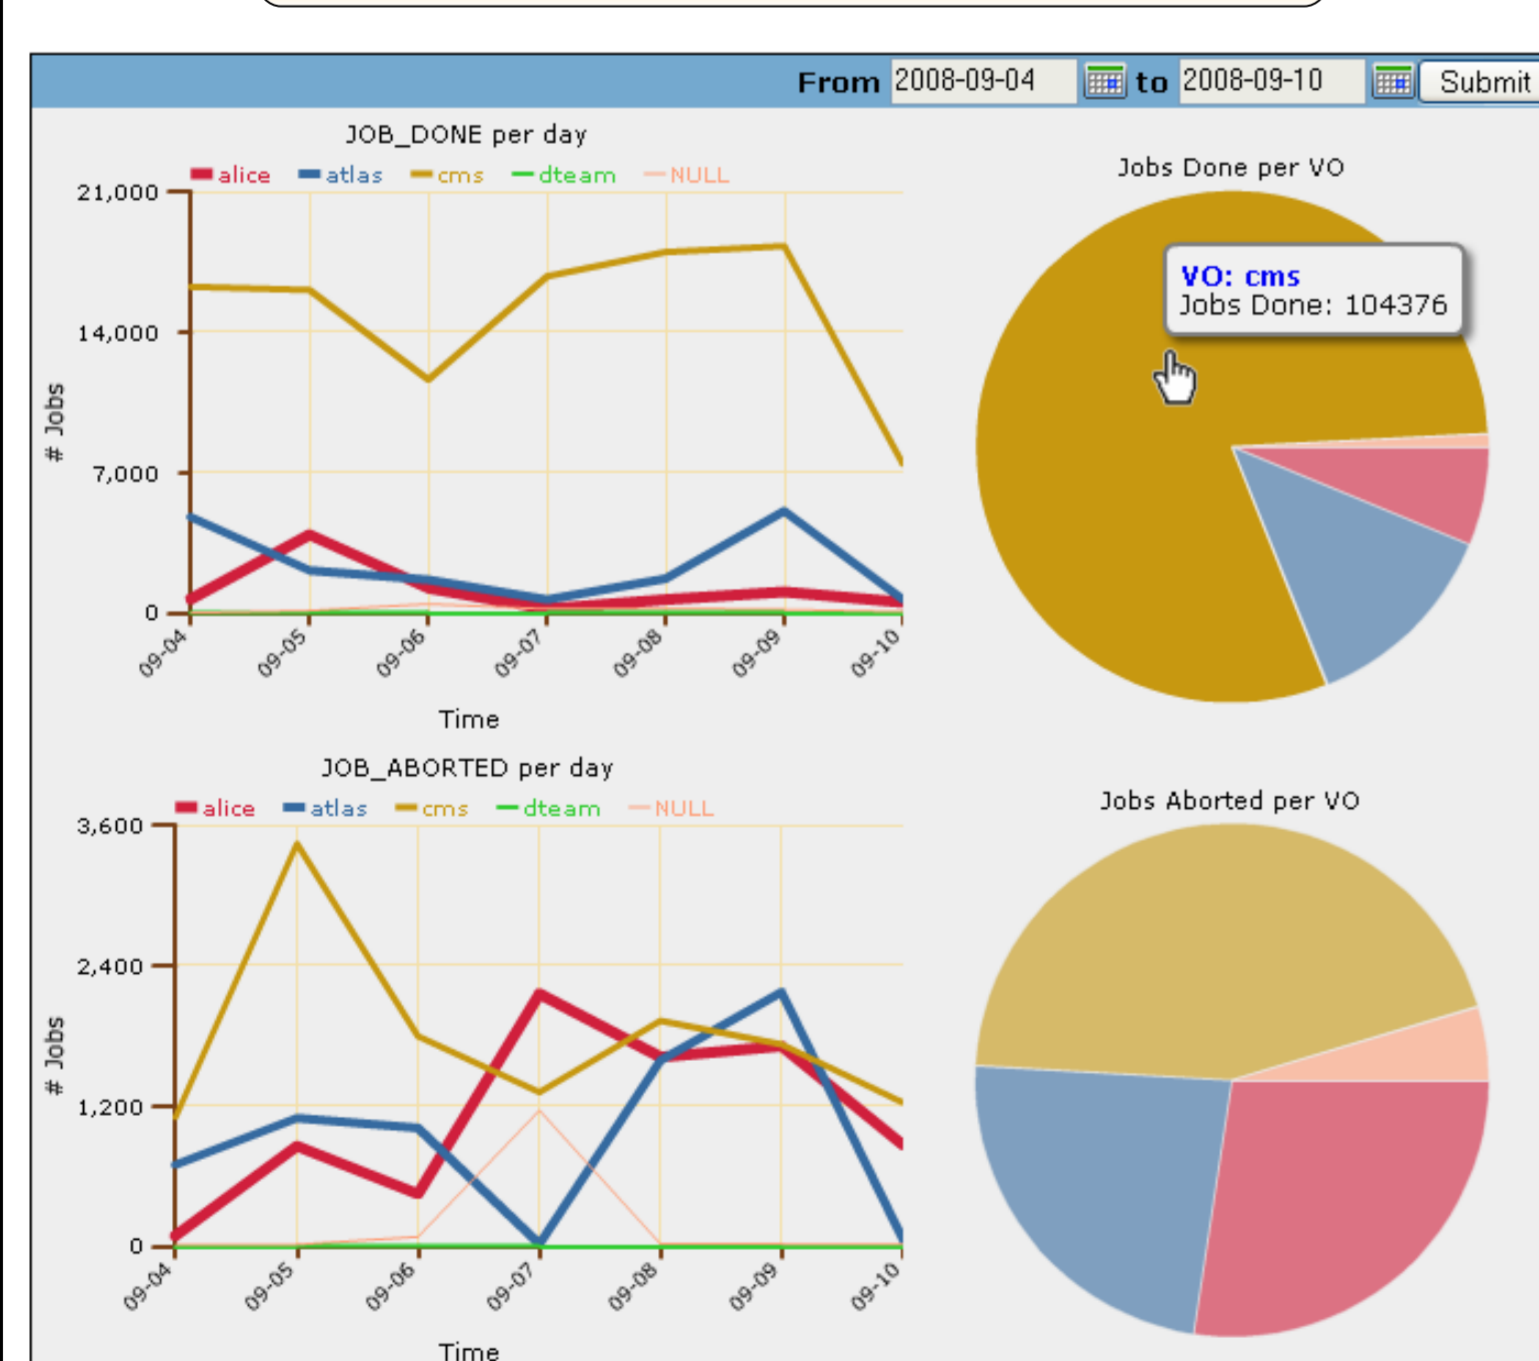 From 2008-09-04 to 2008-09-10 Submit
JOB_DONE per day
alice atlas cms dteam NULL
21,000
14,000
7,000
0
# Jobs
09-04 09-05 09-06 09-07 09-08 09-09 09-10
Time
Jobs Done per VO
VO: cms
Jobs Done: 104376
JOB_ABORTED per day
alice atlas cms dteam NULL
3,600
2,400
1,200
0
# Jobs
09-04 09-05 09-06 09-07 09-08 09-09 09-10
Time
Jobs Aborted per VO